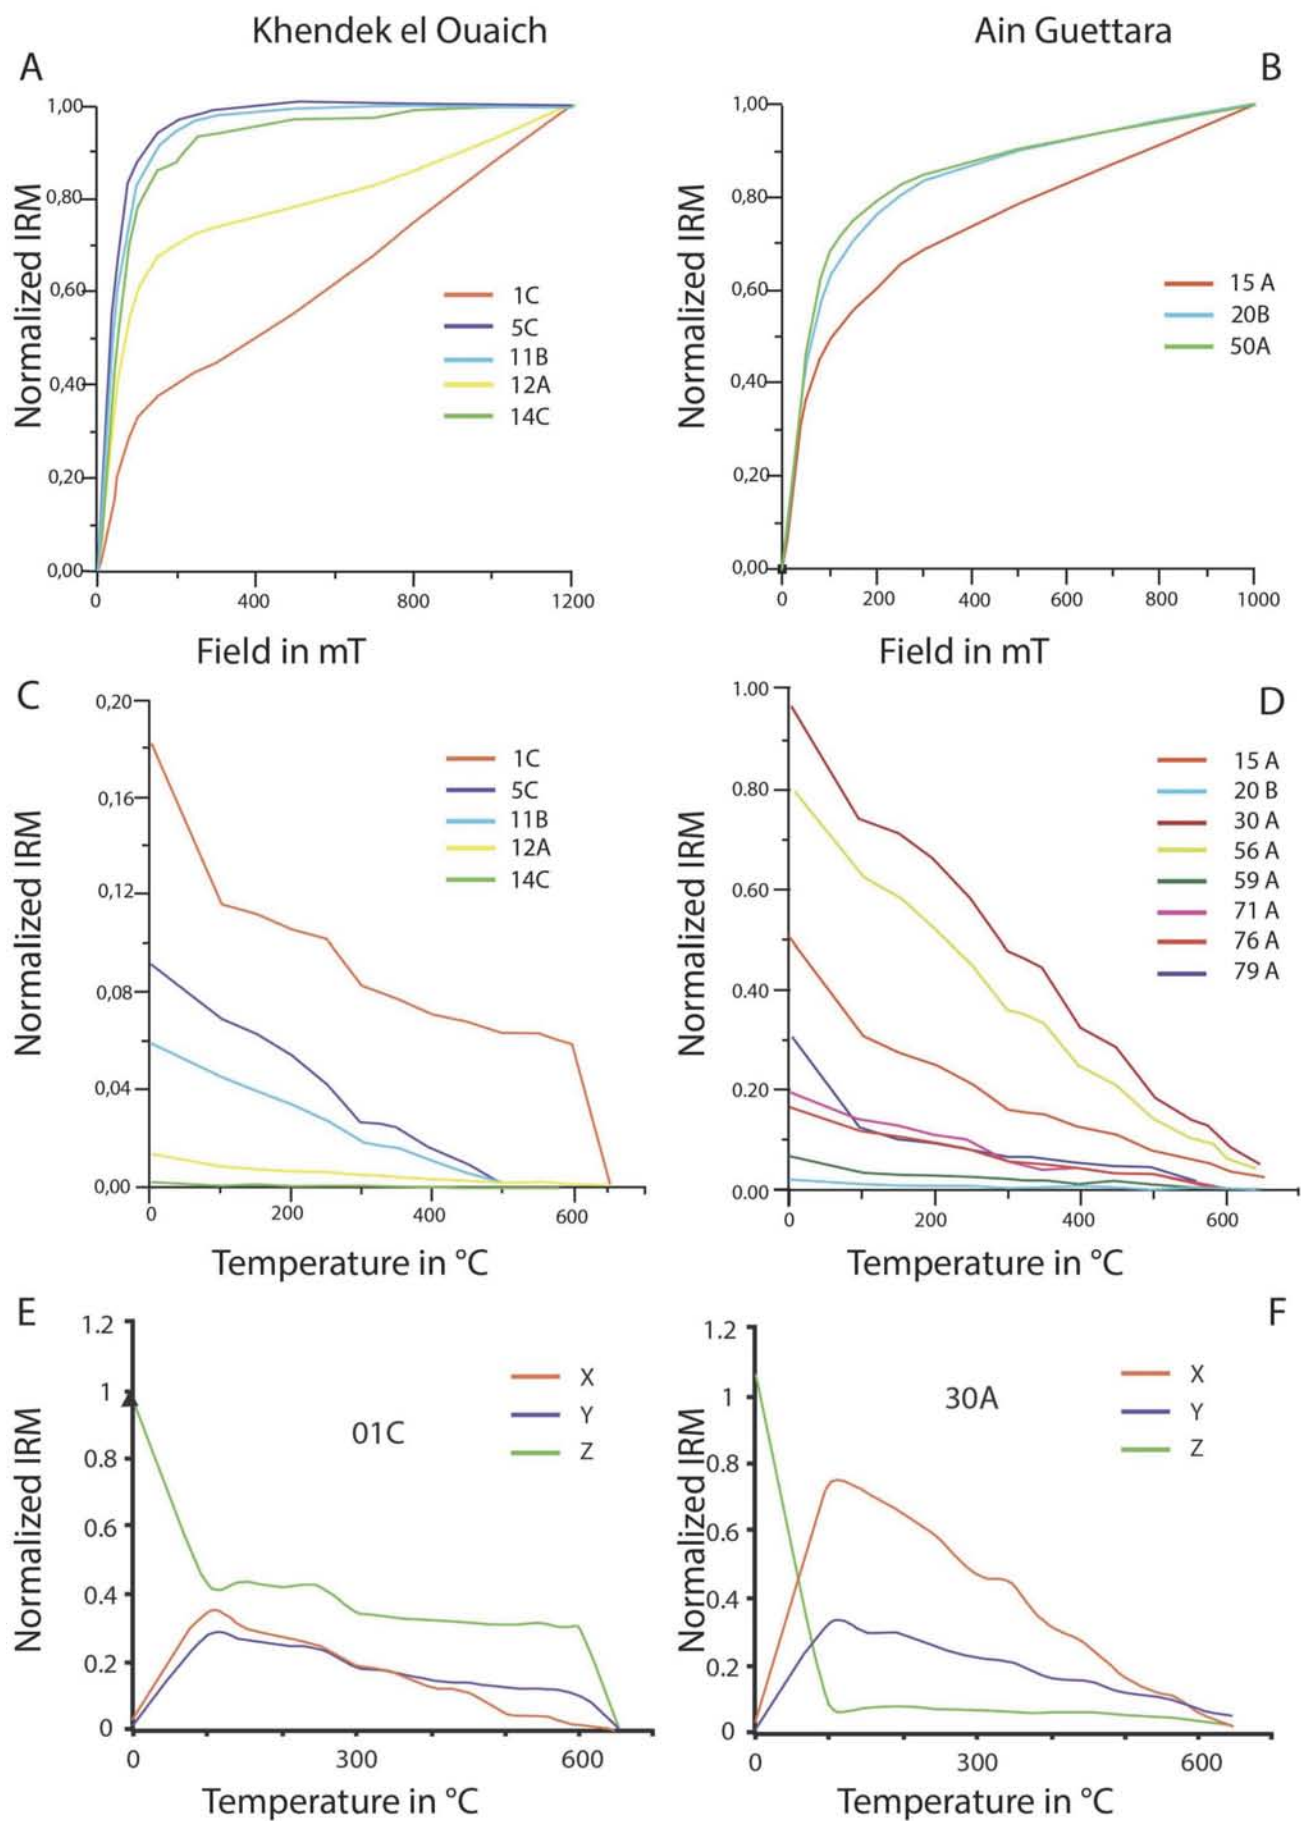 Khendek el Ouaich
Ain Guettara
A
Normalized IRM
1,00
0,80
0,60
0,40
0,20
0,00
0
400
800
1200
Field in mT
1C
5C
11B
12A
14C
B
Normalized IRM
1,00
0,80
0,60
0,40
0,20
0,00
0
200
400
600
800
1000
Field in mT
15 A
20B
50A
C
Normalized IRM
0,20
0,16
0,12
0,08
0,04
0,00
0
200
400
600
Temperature in °C
1C
5C
11B
12A
14C
D
Normalized IRM
1.00
0.80
0.60
0.40
0.20
0.00
0
200
400
600
Temperature in °C
15 A
20 B
30 A
56 A
59 A
71 A
76 A
79 A
E
Normalized IRM
1.2
1
0.8
0.6
0.4
0.2
0
0
300
600
Temperature in °C
01C
X
Y
Z
F
Normalized IRM
1.2
1
0.8
0.6
0.4
0.2
0
0
300
600
Temperature in °C
30A
X
Y
Z